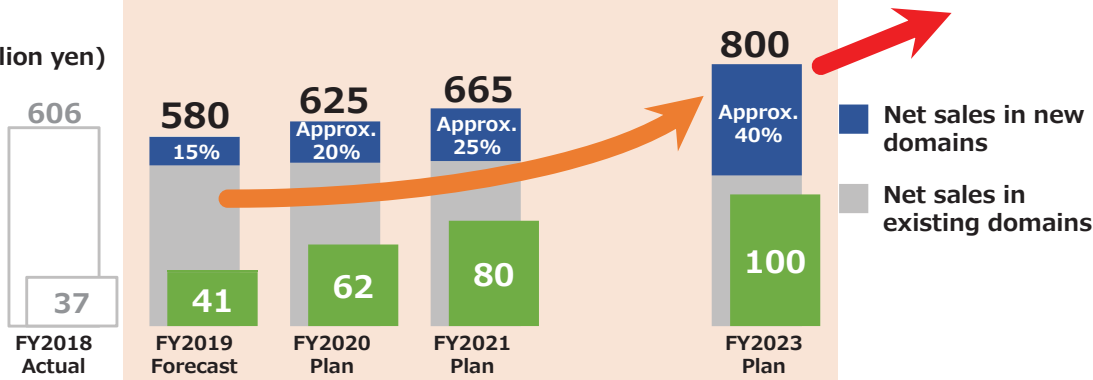 lion yen)
606
37
FY2018
Actual
580
15%
41
FY2019
Forecast
625
Approx.
20%
62
FY2020
Plan
665
Approx.
25%
80
FY2021
Plan
800
Approx.
40%
100
FY2023
Plan
Net sales in new
domains
Net sales in
existing domains